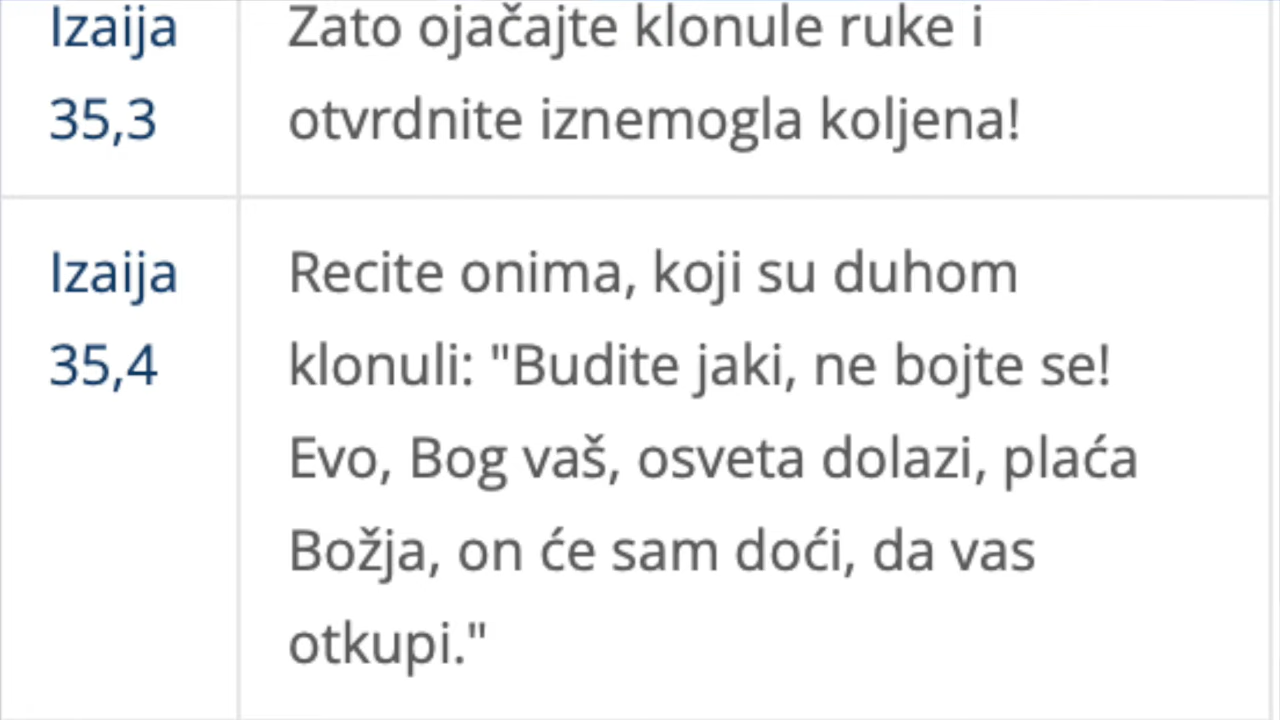 Izaija
35,3
Zato ojačajte klonule ruke i
otvrdnite iznemogla koljena!
Izaija
35,4
Recite onima, koji su duhom
klonuli: "Budite jaki, ne bojte se!
Evo, Bog vaš, osveta dolazi, plaća
Božja, on će sam doći, da vas
otkupi."